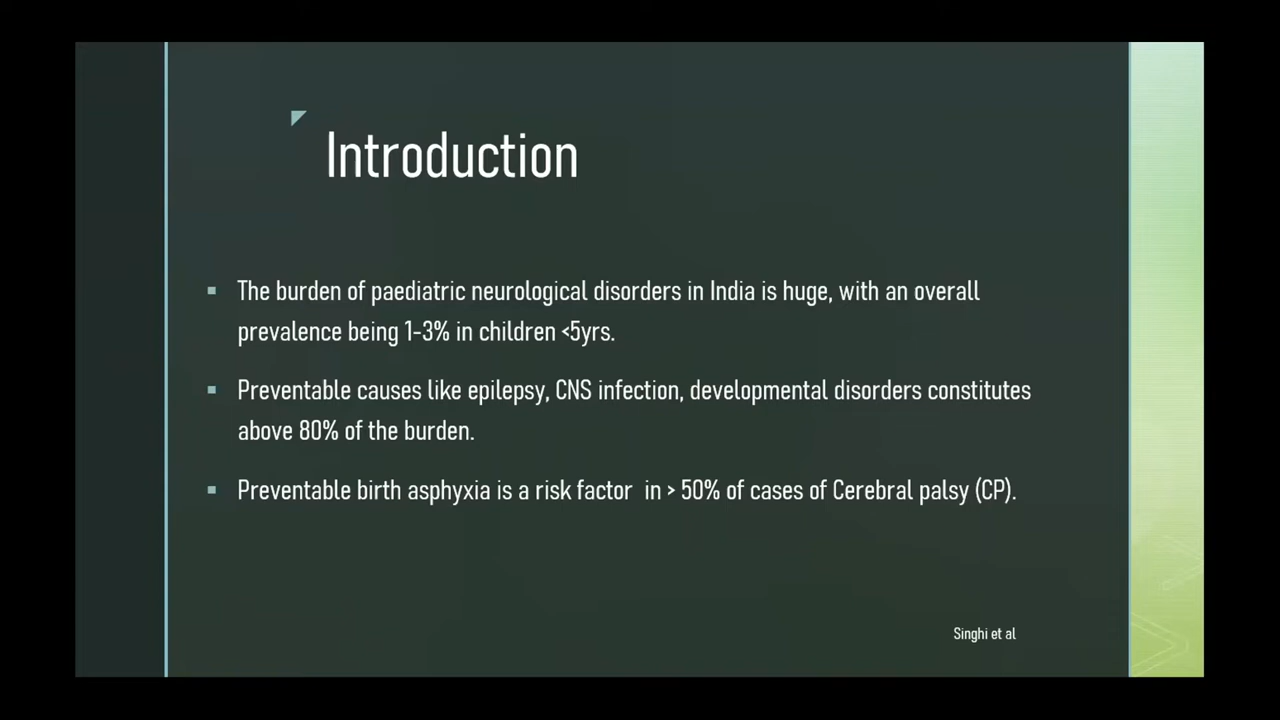 Introduction
The burden of paediatric neurological disorders in India is huge, with an overall
prevalence being 1-3% in children <5yrs.
Preventable causes like epilepsy, CNS infection, developmental disorders constitutes
above 80% of the burden.
Preventable birth asphyxia is a risk factor  in > 50% of cases of Cerebral palsy (CP).
Singhi et al